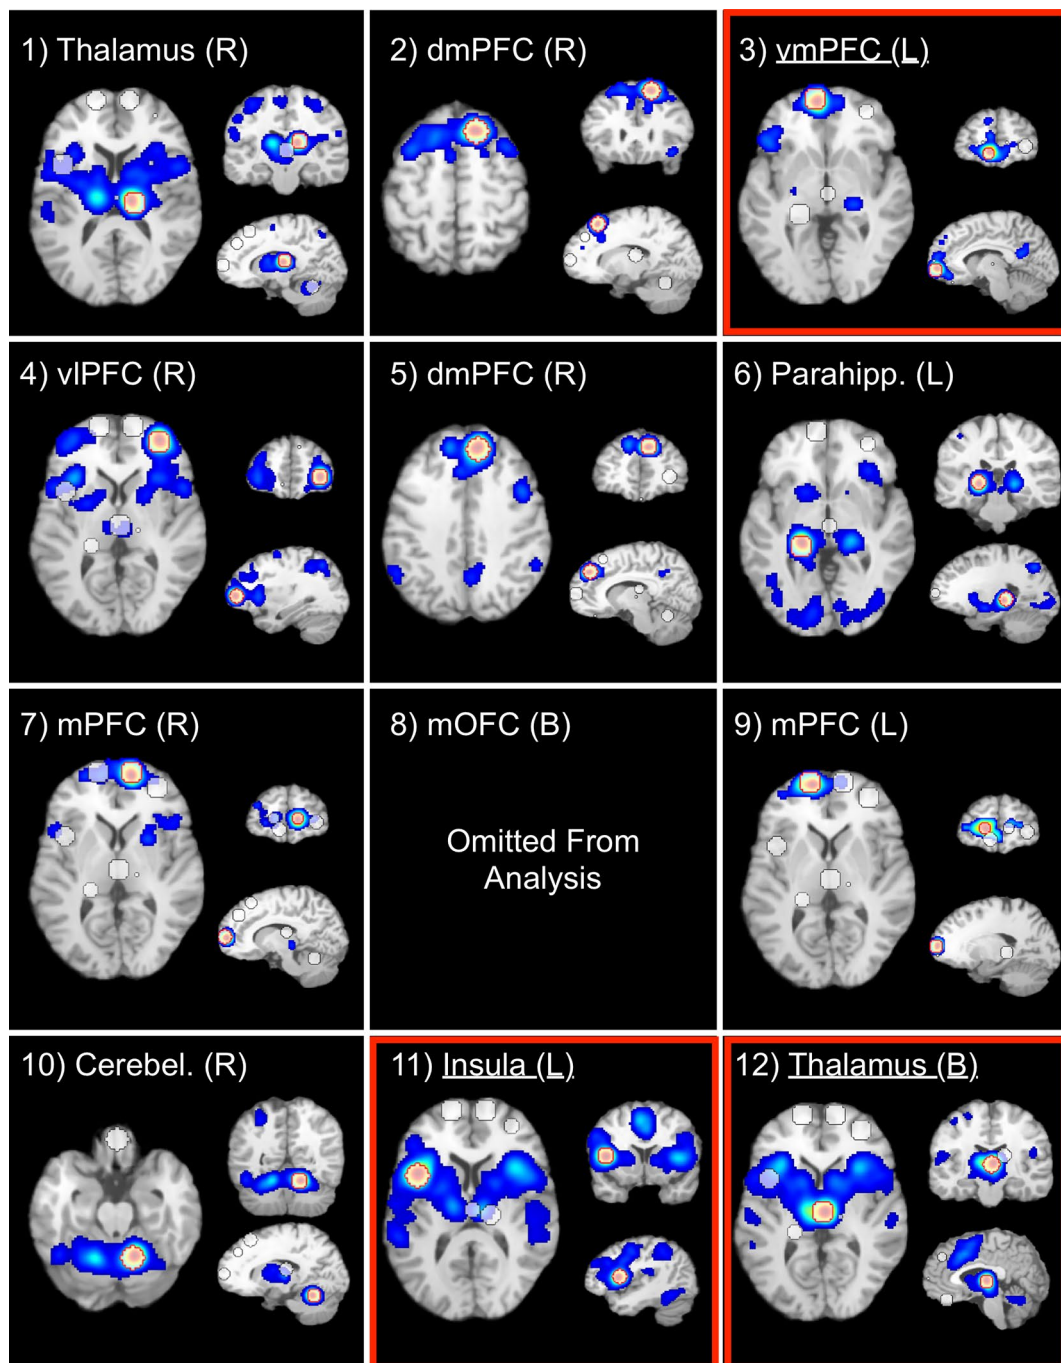 1) Thalamus (R)
2) dmPFC (R)
3) vmPFC (L)
4) vlPFC (R)
5) dmPFC (R)
6) Parahipp. (L)
7) mPFC (R)
8) mOFC (B)
Omitted From
Analysis
9) mPFC (L)
10) Cerebel. (R)
11) Insula (L)
12) Thalamus (B)